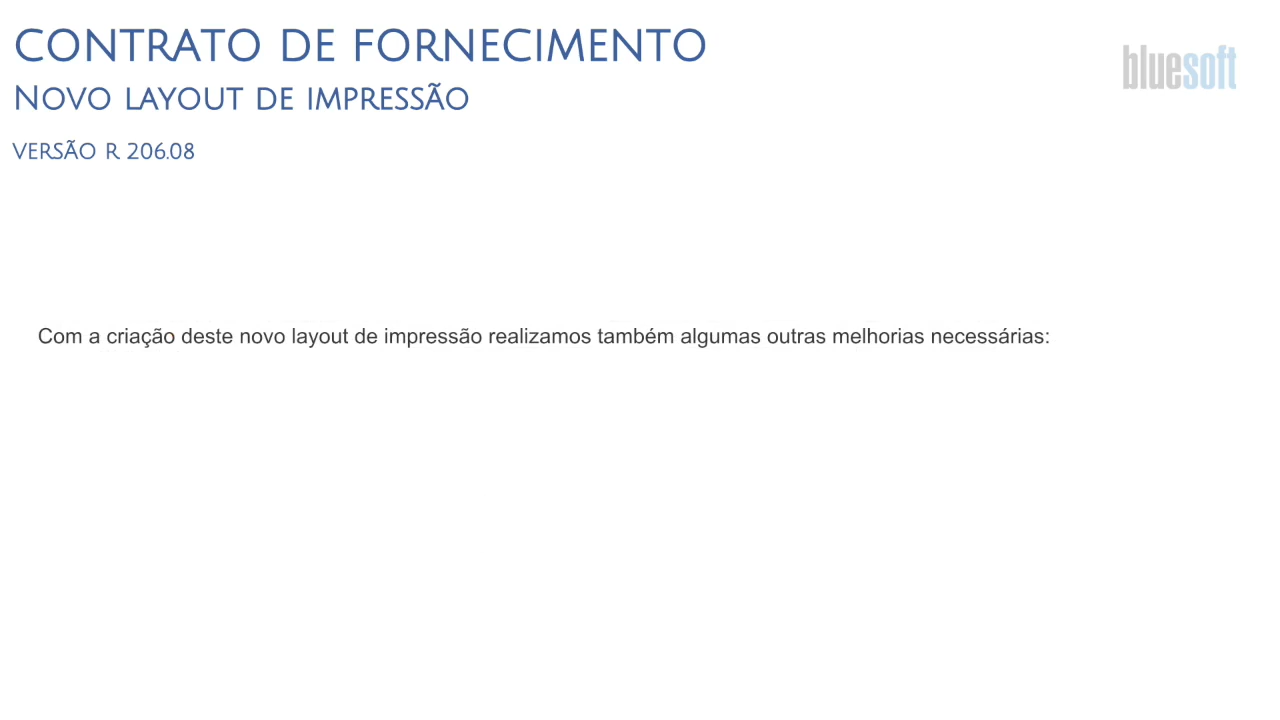 CONTRATO DE FORNECIMENTO
bluesoft
NOVO LAYOUT DE IMPRESSÃO
VERSÃO R 206.08
Com a criação deste novo layout de impressão realizamos também algumas outras melhorias necessárias: